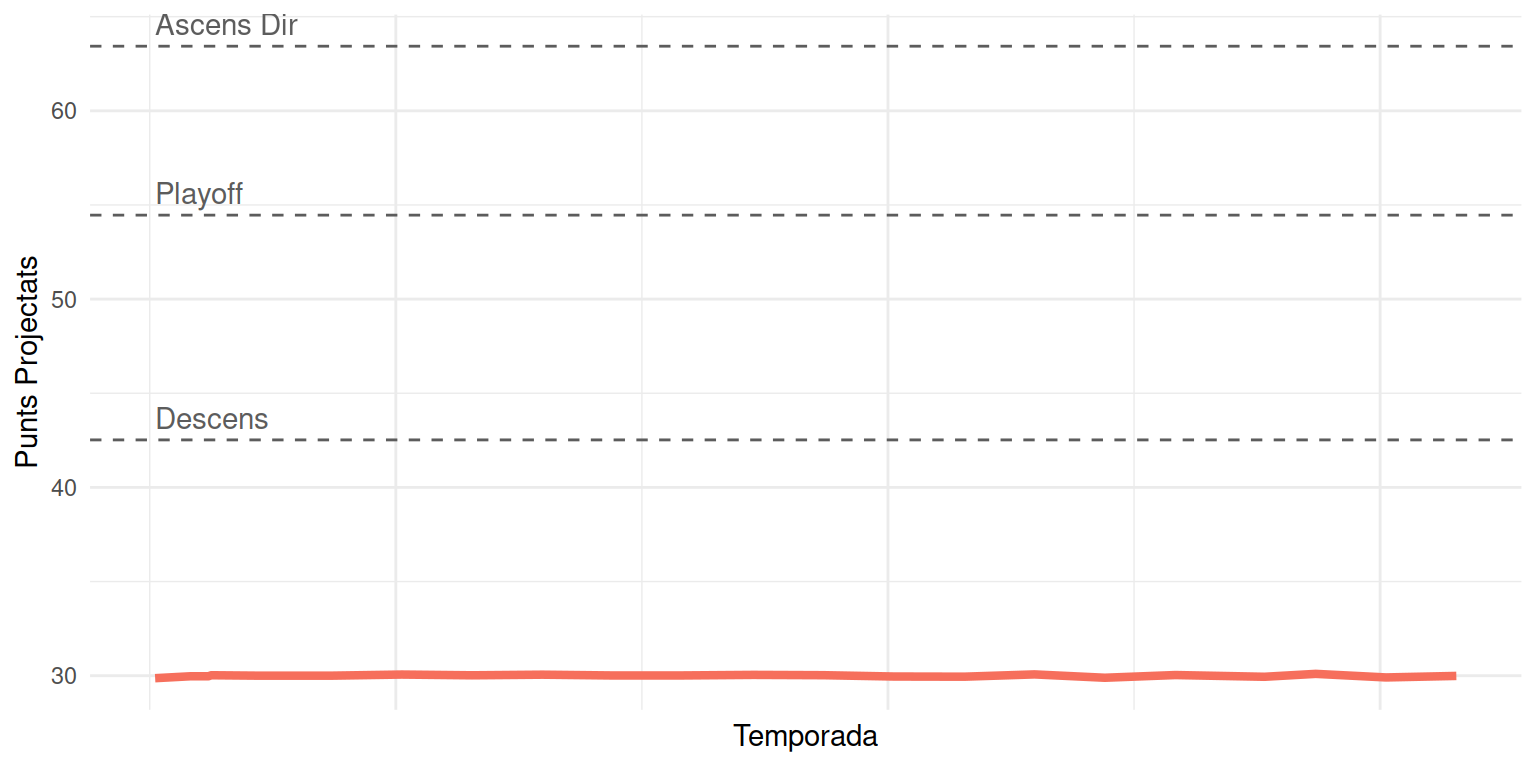 Ascens Dir
60
Playoff
50
Descens
40
30
Punts Projectats
Temporada